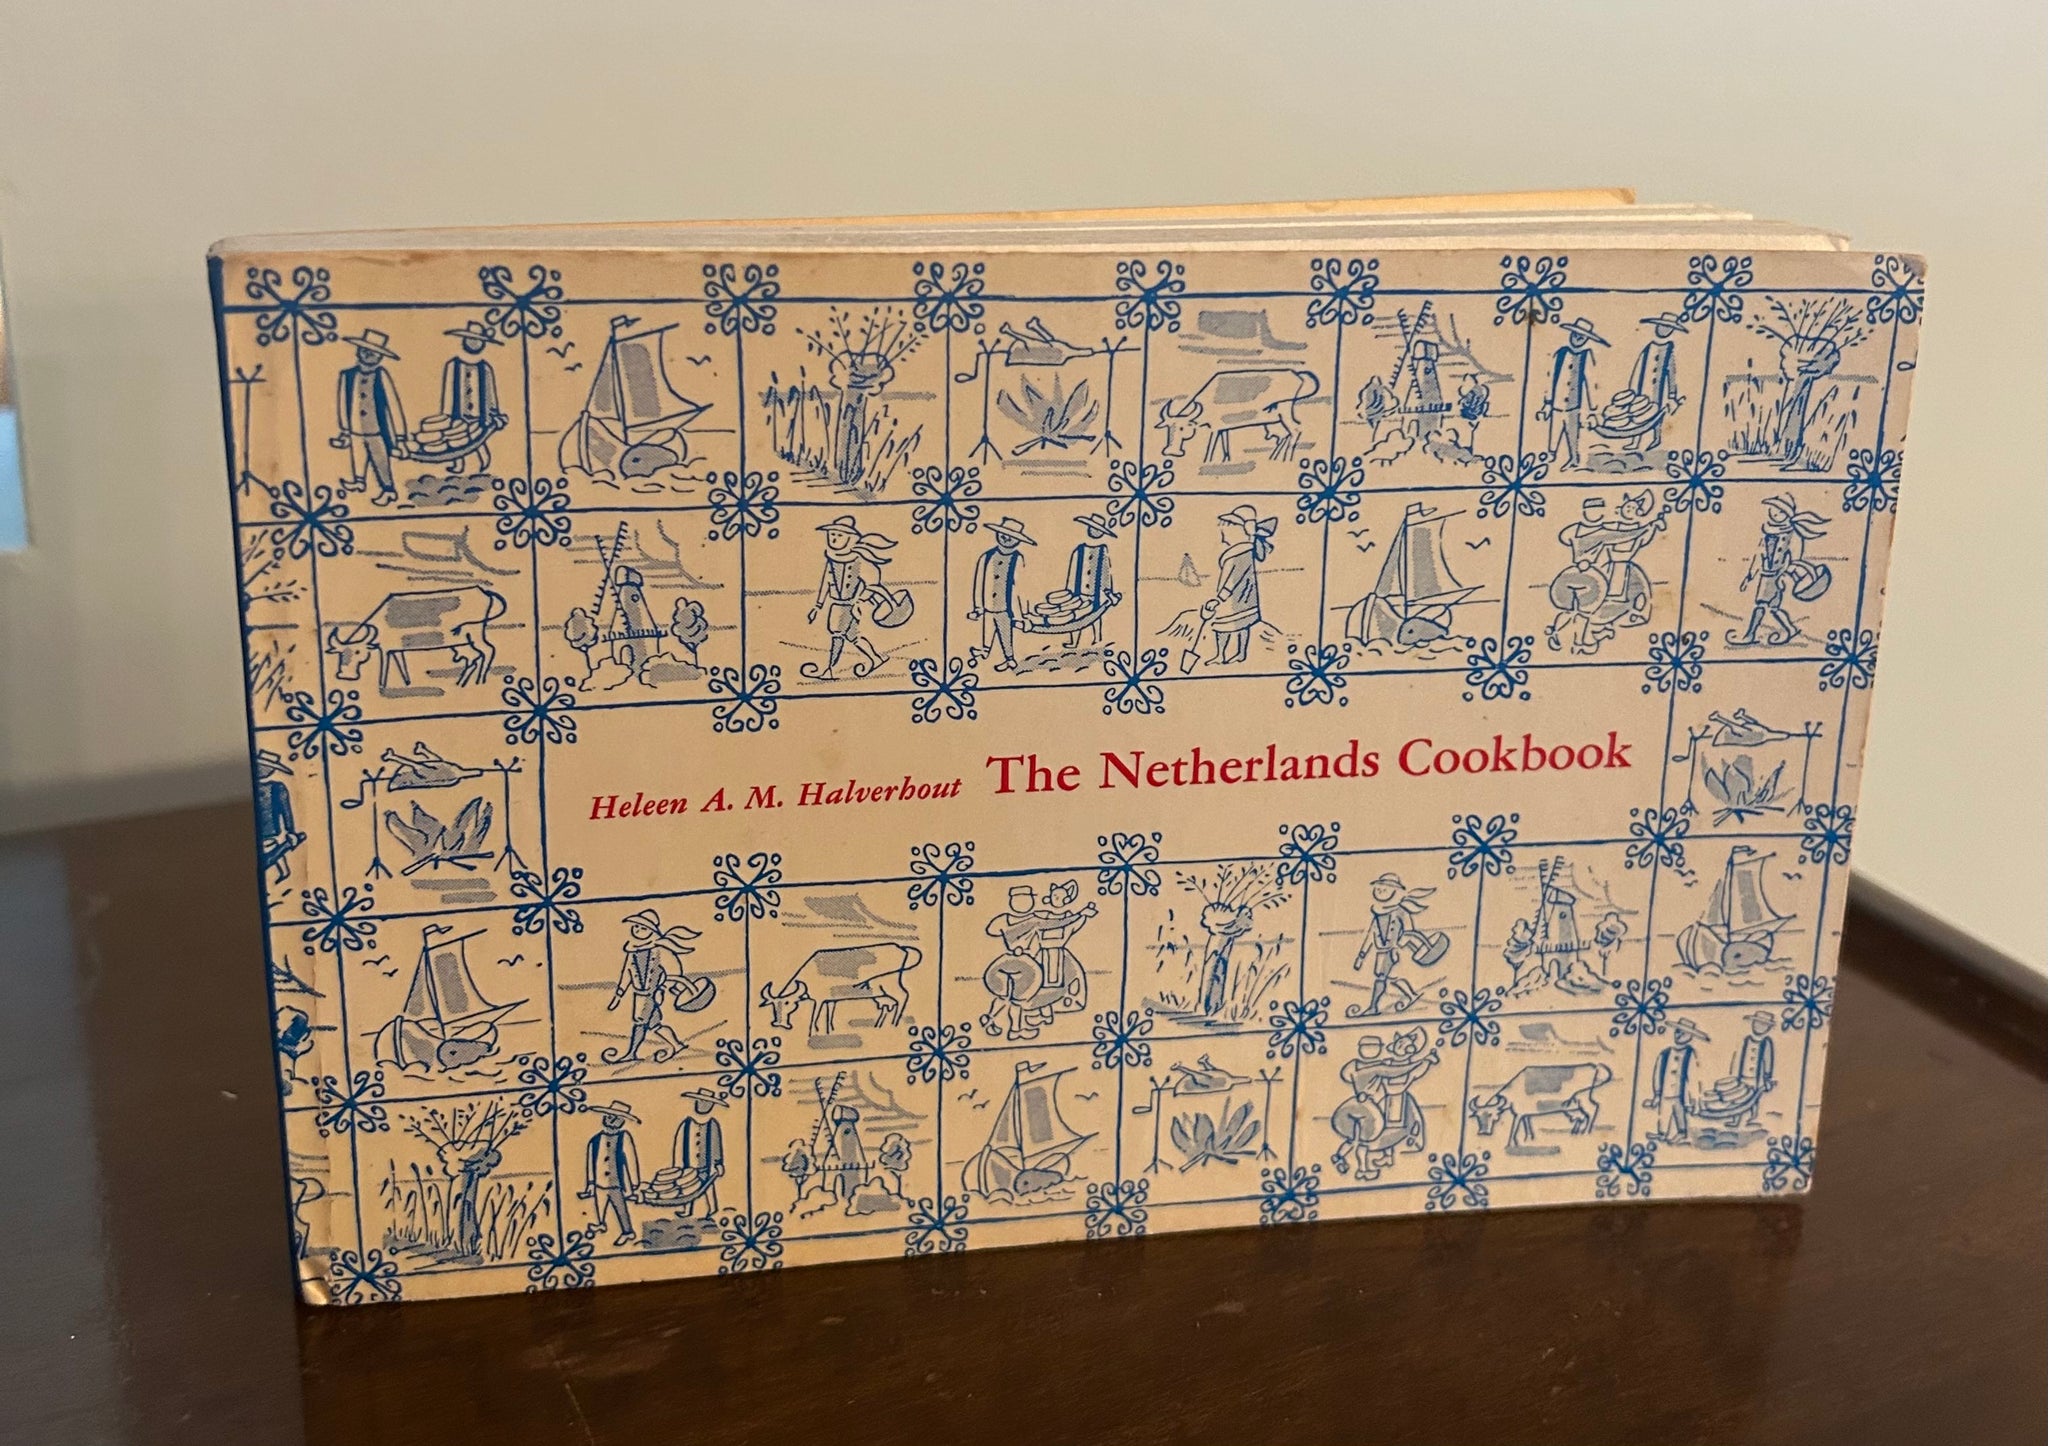 Heleen A. M. Halverhout The Netherlands Cookbook